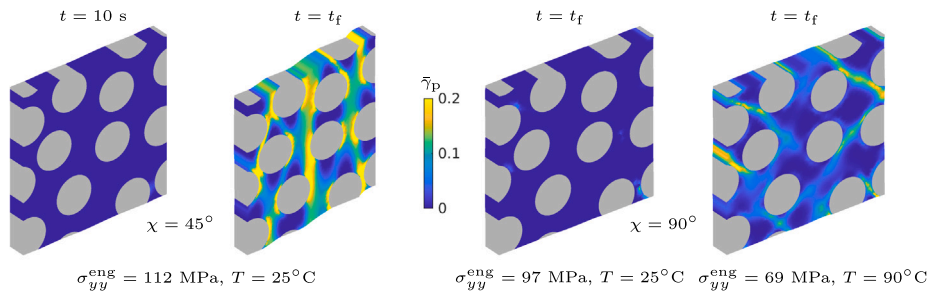 t = 10 s
t = t_f
t = t_f
t = t_f
γ̄_p
0.2
0.1
0
χ = 45°
χ = 90°
σ_yy^eng = 112 MPa, T = 25°C
σ_yy^eng = 97 MPa, T = 25°C
σ_yy^eng = 69 MPa, T = 90°C